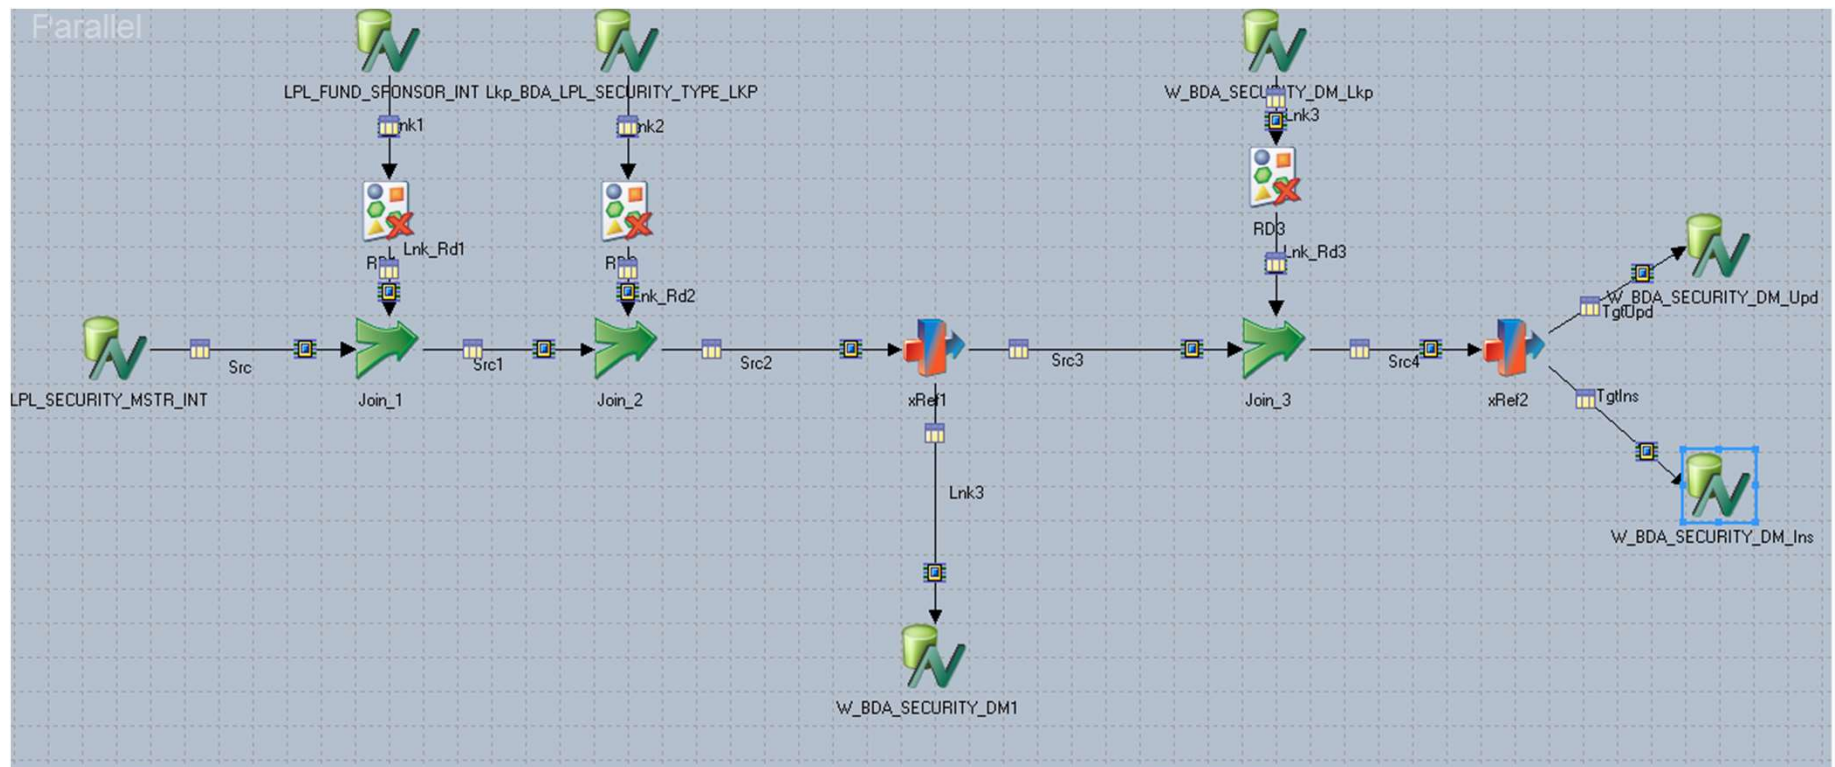 Parallel
LPL_FUND_SPONSOR_INT Lkp_BDA_LPL_SECURITY_TYPE_LKP
W_BDA_SECURITY_DM_Lkp
nk1
nk2
Lnk3
Lnk_Rd1
RD3
Lnk_Rd3
Lnk_Rd2
W_BDA_SECURITY_DM_Upd
TgtUpd
Src
Src1
Src2
Src3
Src4
LPL_SECURITY_MSTR_INT
Join_1
Join_2
xRef1
Join_3
xRef2
TgtIns
Lnk3
W_BDA_SECURITY_DM_Ins
W_BDA_SECURITY_DM1